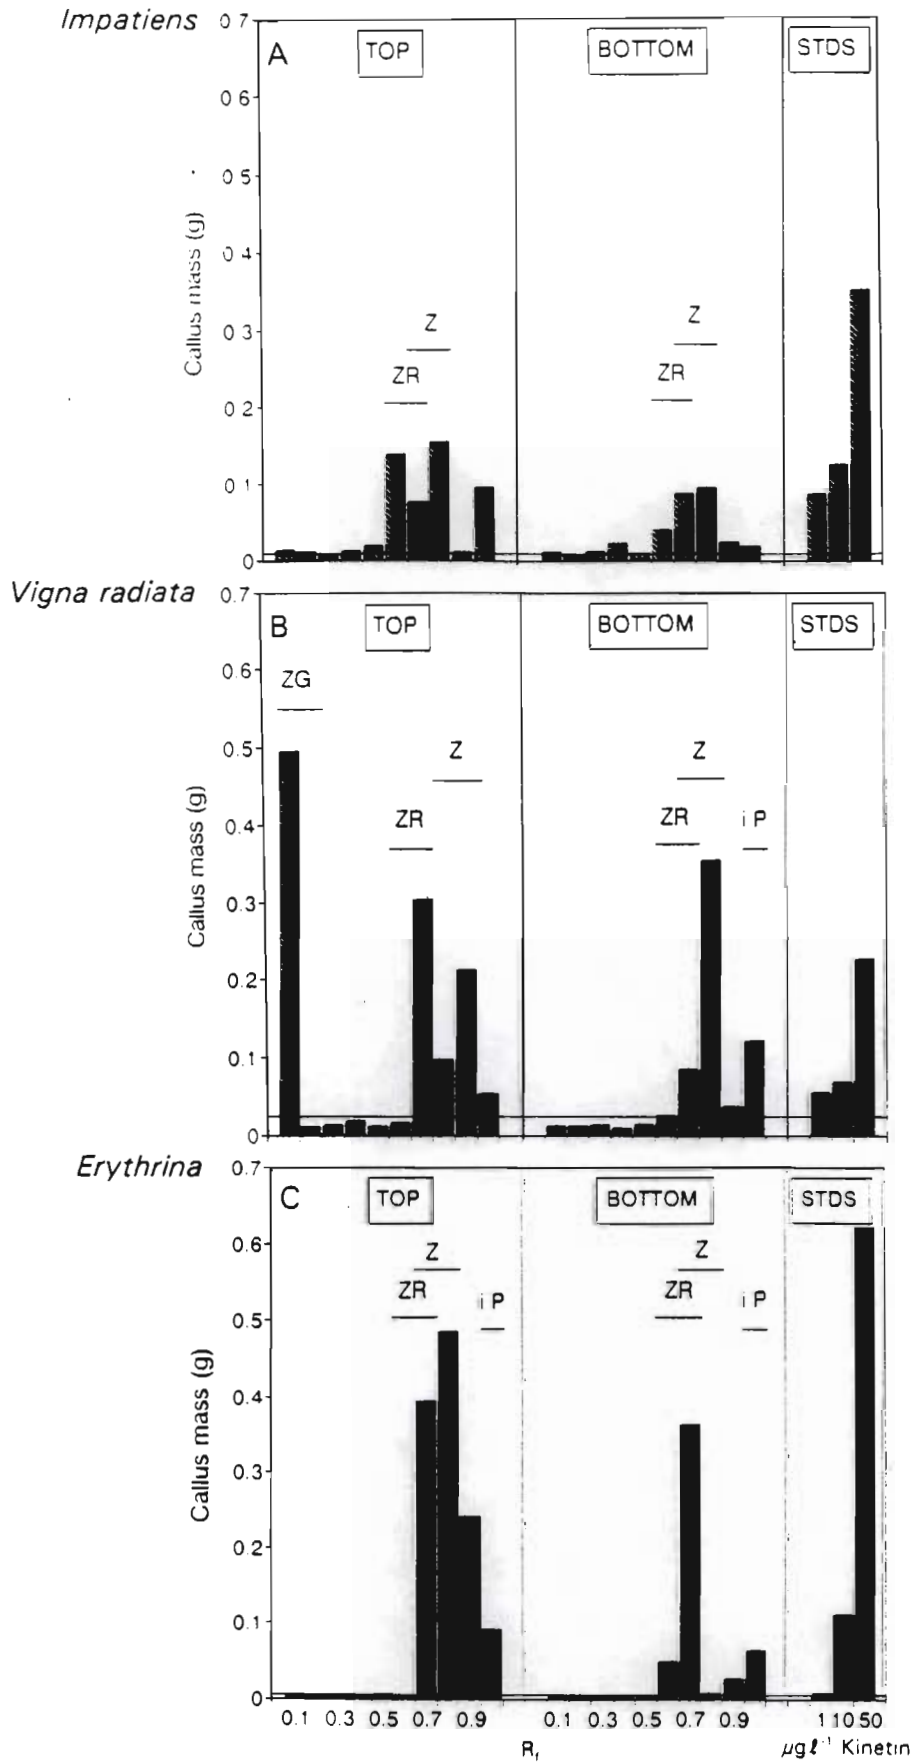 Impatiens
0.7
A
TOP
BOTTOM
STDS
0.6
0.5
0.4
0.3
0.2
0.1
0
Callus mass (g)
Z
ZR
Z
ZR
Vigna radiata
0.7
B
TOP
BOTTOM
STDS
0.6
0.5
0.4
0.3
0.2
0.1
0
Callus mass (g)
ZG
Z
ZR
Z
ZR
iP
Erythrina
0.7
C
TOP
BOTTOM
STDS
0.6
0.5
0.4
0.3
0.2
0.1
0
Callus mass (g)
Z
ZR
iP
Z
ZR
iP
0.1 0.3 0.5 0.7 0.9 0.1 0.3 0.5 0.7 0.9 1 10 50
Rf µg ℓ⁻¹ Kinetin